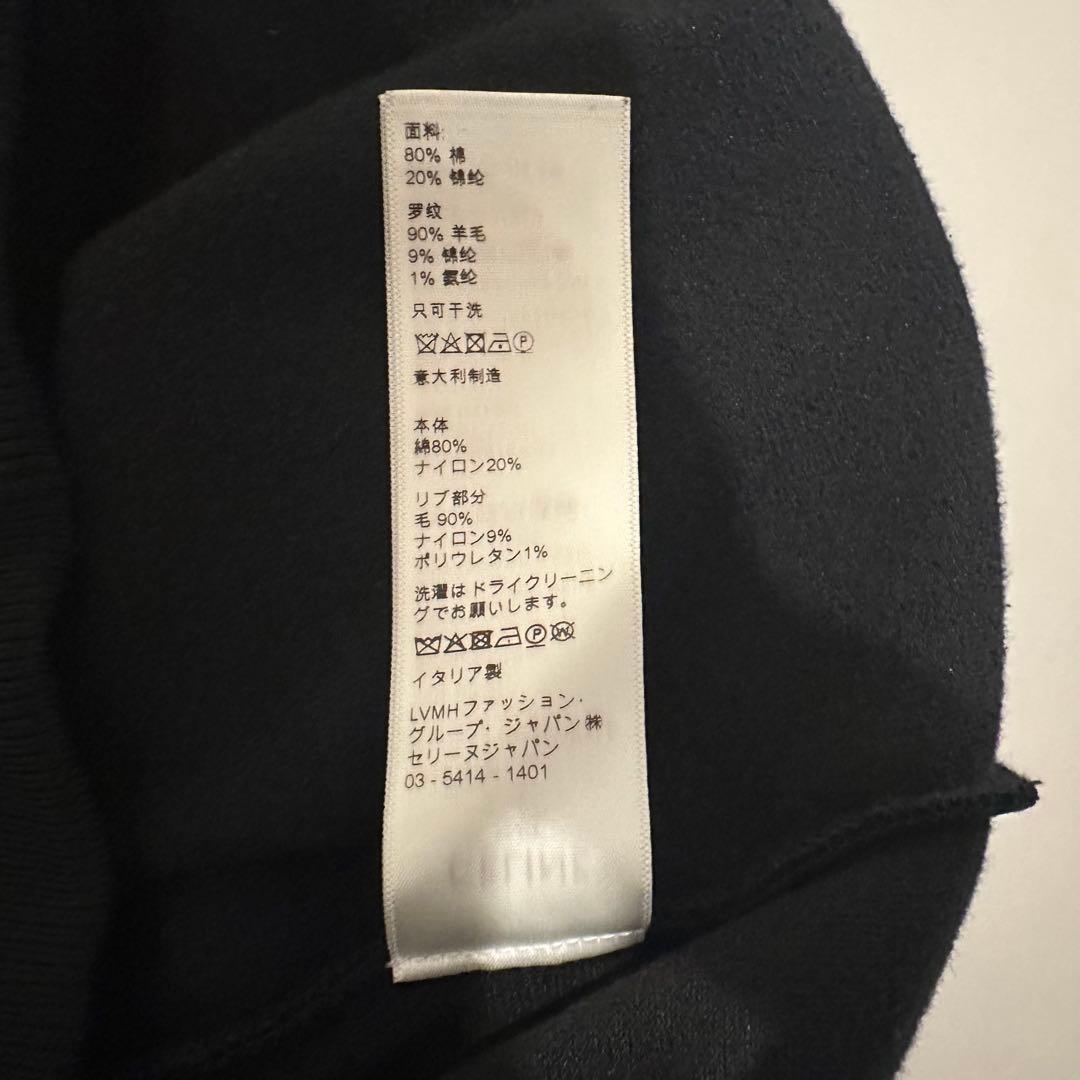 面料:
80% 棉
20% 锦纶
罗纹
90% 羊毛
9% 锦纶
1% 氨纶
只可干洗
P
意大利制造
本体
綿80%
ナイロン20%
リブ部分
毛 90%
ナイロン9%
ポリウレタン1%
洗濯はドライクリーニン
グでお願いします。
P W
イタリア製
LVMHファッション・
グループ・ジャパン ㈱
セリーヌジャパン
03 - 5414 - 1401